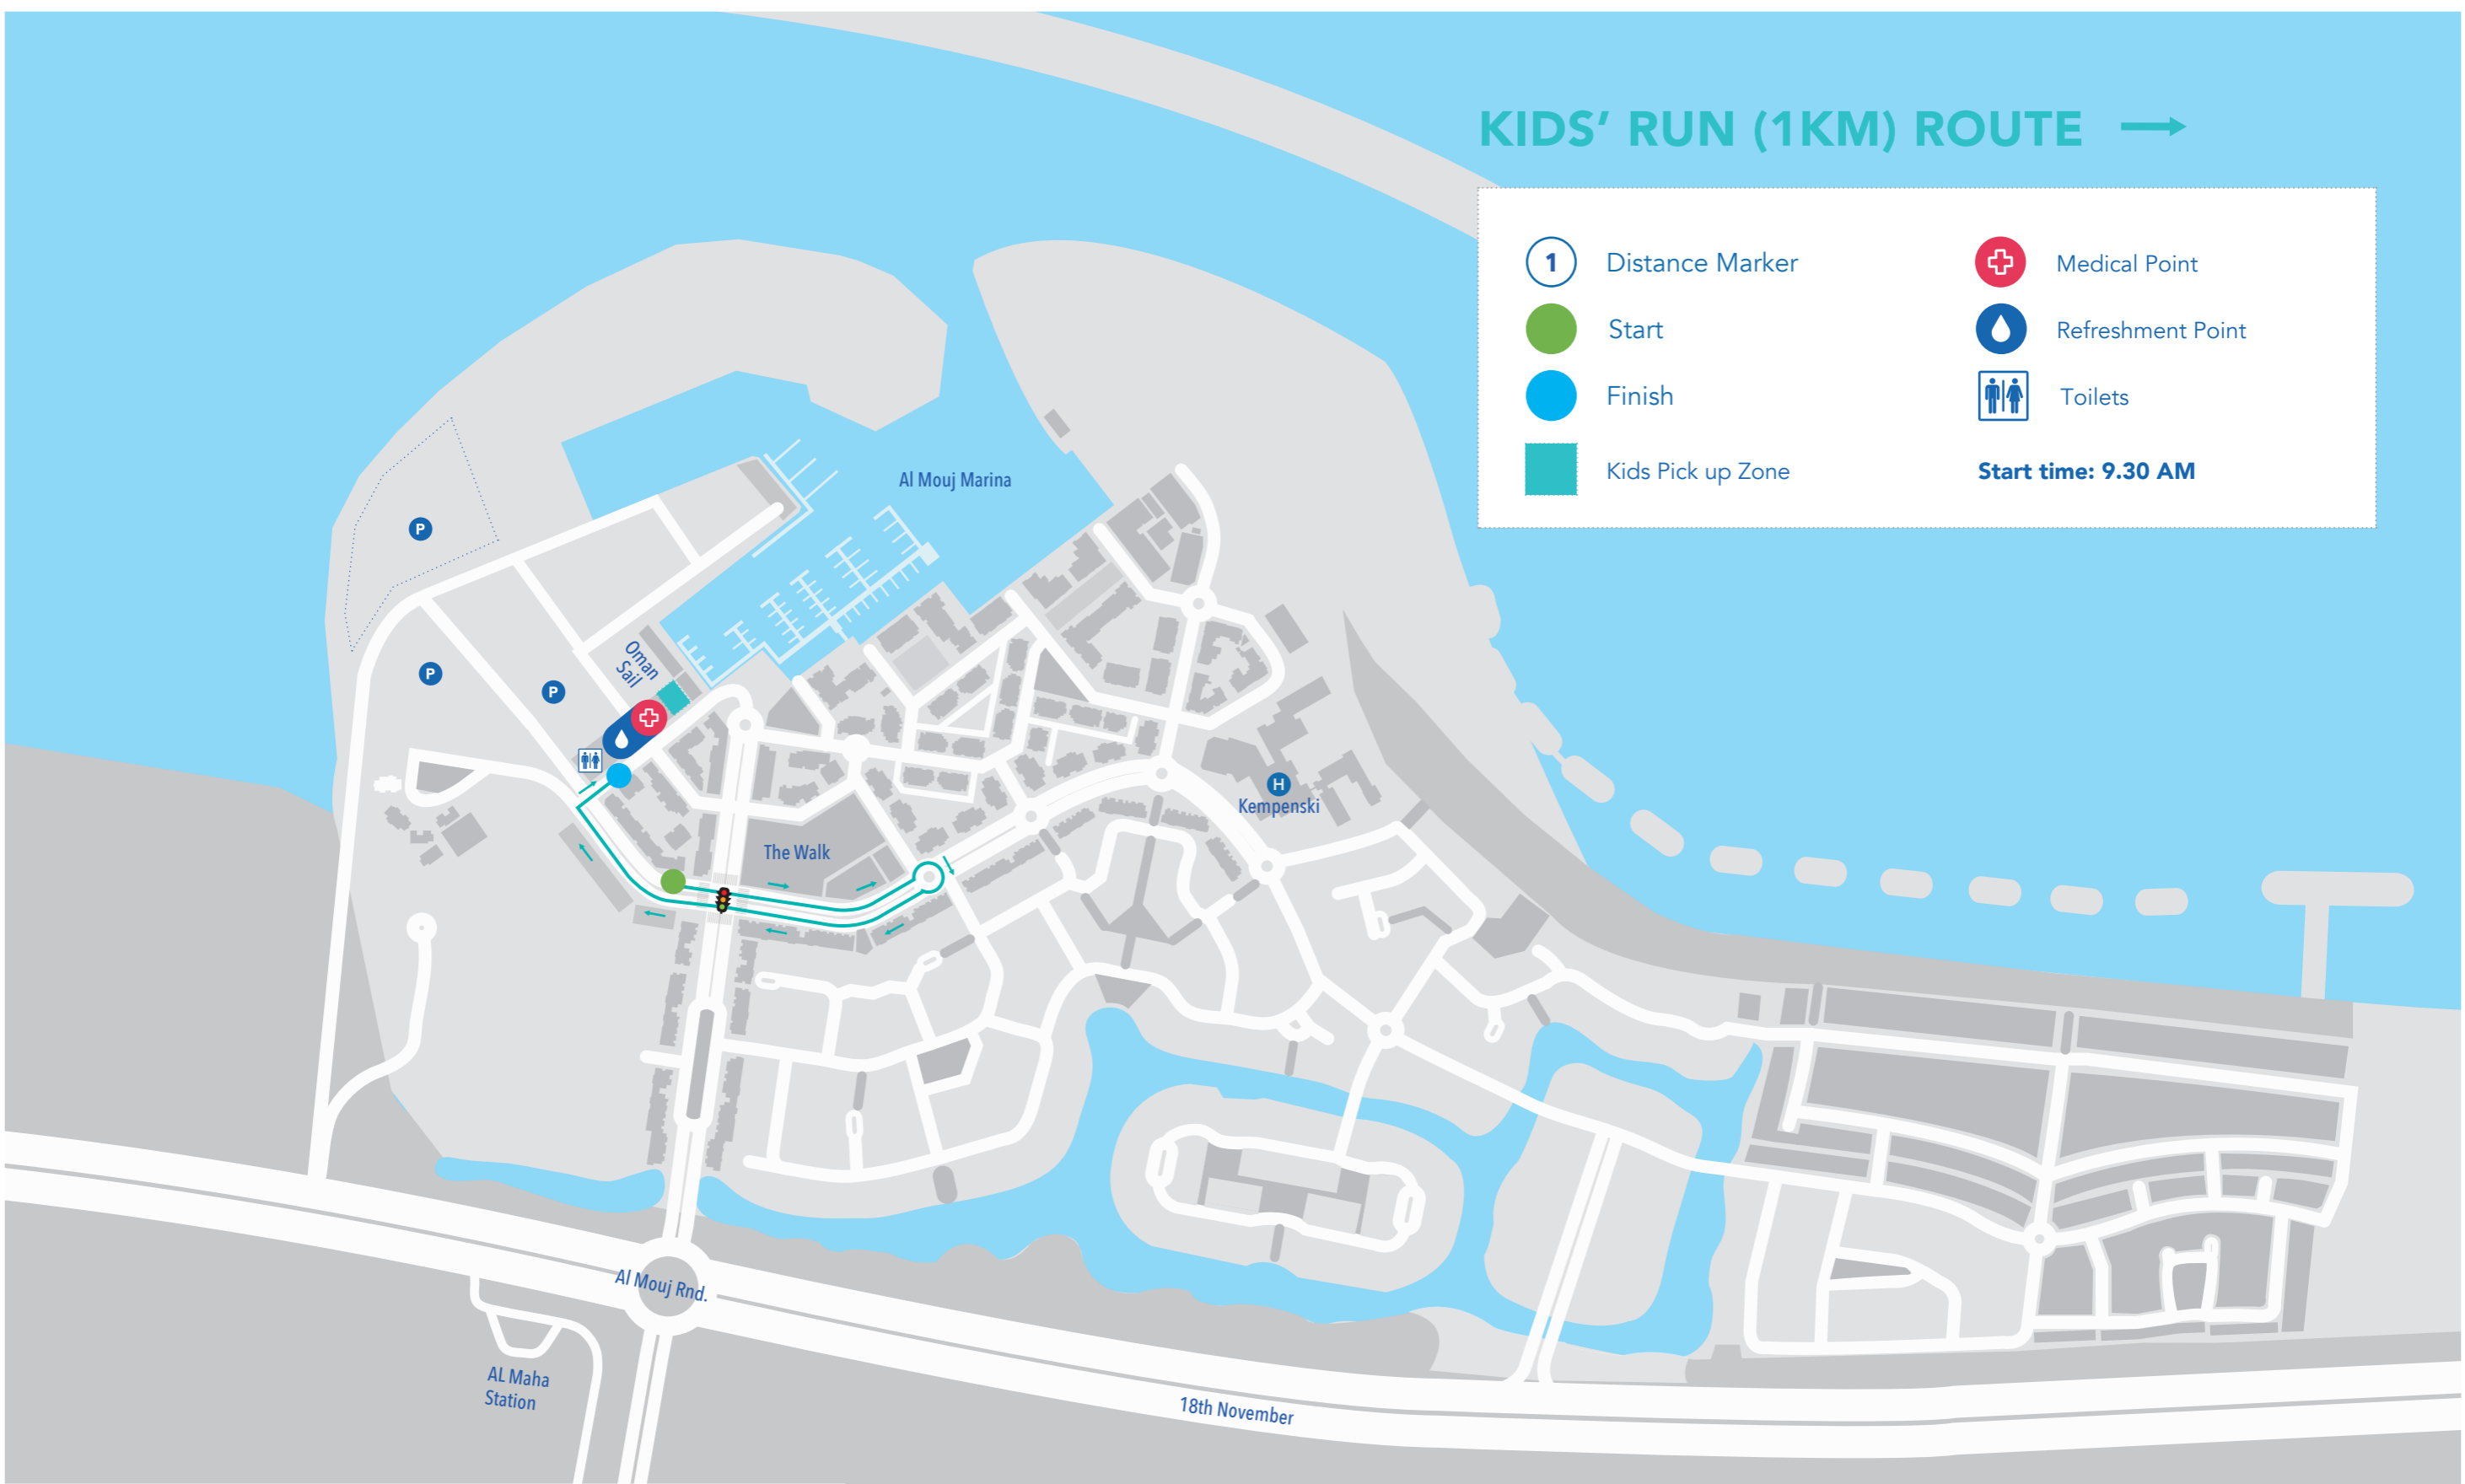 KIDS’ RUN (1KM) ROUTE
1 Distance Marker
Start
Finish
Kids Pick up Zone
Medical Point
Refreshment Point
Toilets
Start time: 9.30 AM
Al Mouj Marina
P
P
P
Oman
Sail
H
Kempenski
The Walk
Al Mouj Rnd.
AL Maha
Station
18th November